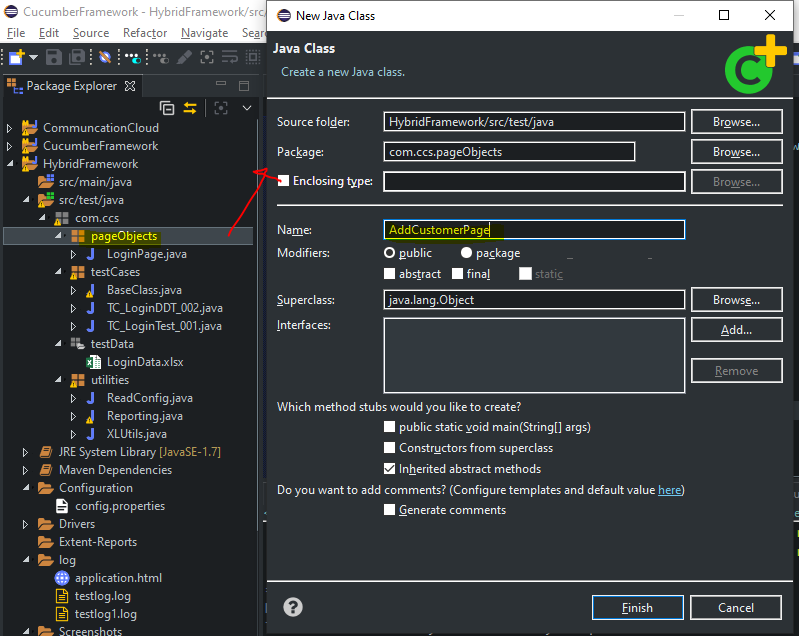 CucumberFramework - HybridFramework/src/
File Edit Source Refactor Navigate
Package Explorer
CommuncationCloud
CucumberFramework
HybridFramework
src/main/java
src/test/java
com.ccs
pageObjects
LoginPage.java
testCases
BaseClass.java
TC_LoginDDT_002.java
TC_LoginTest_001.java
testData
LoginData.xlsx
utilities
ReadConfig.java
Reporting.java
XLUtils.java
JRE System Library [JavaSE-1.7]
Maven Dependencies
Configuration
config.properties
Drivers
Extent-Reports
log
application.html
testlog.log
testlog1.log
Screenshots
New Java Class
Java Class
Create a new Java class.
Source folder: HybridFramework/src/test/java Browse...
Package: com.ccs.pageObjects Browse...
Enclosing type: Browse...
Name: AddCustomerPage
Modifiers: public package
abstract final static
Superclass: java.lang.Object Browse...
Interfaces: Add...
Remove
Which method stubs would you like to create?
public static void main(String[] args)
Constructors from superclass
Inherited abstract methods
Do you want to add comments? (Configure templates and default value here)
Generate comments
? Finish Cancel